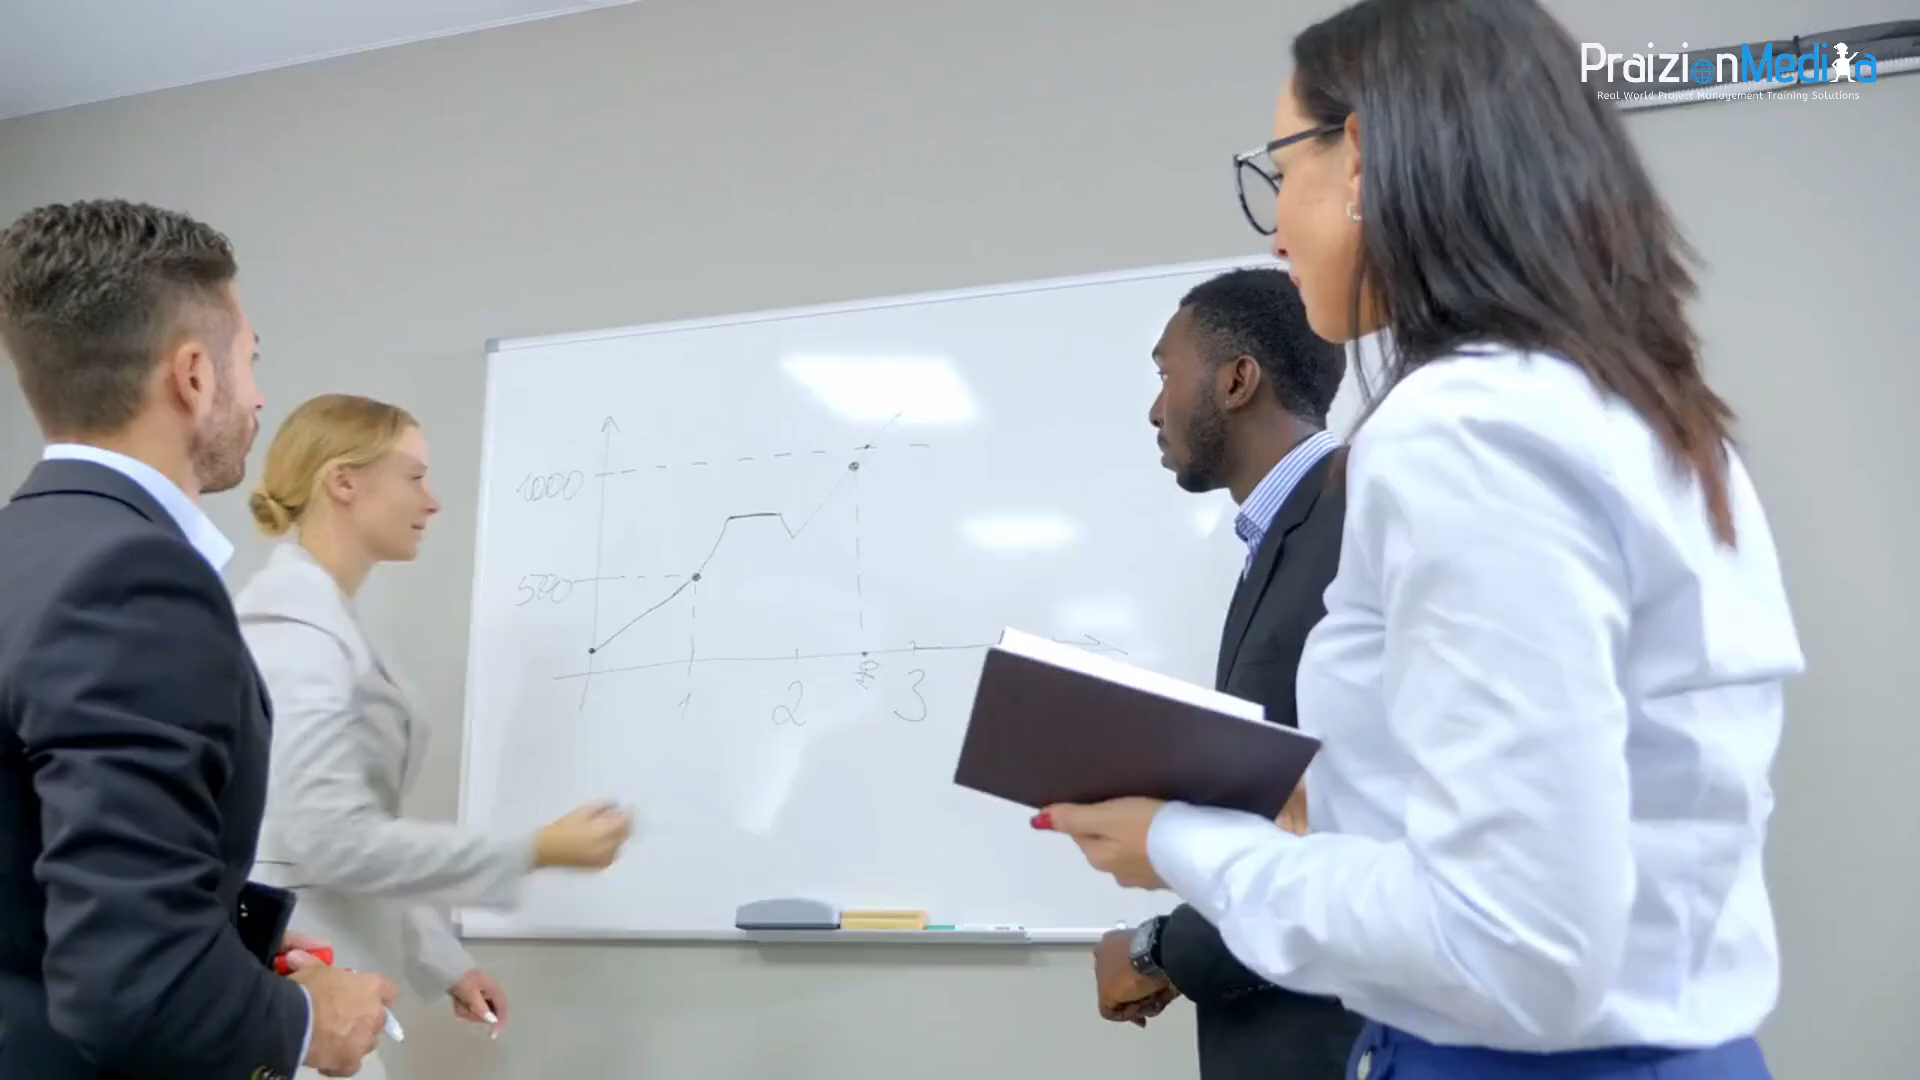 PraizionMedia
Real World Project Management Training Solutions
1000
500
1
2
3